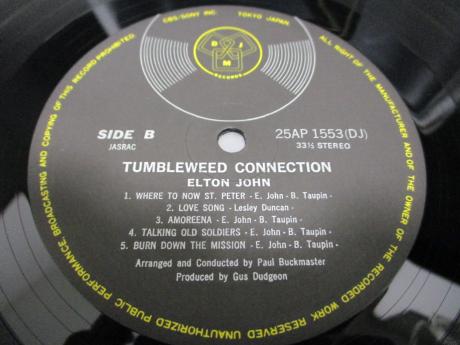 CBS/SONY INC. TOKYO JAPAN
D J M
RECORDS
SIDE B
JASRAC
25AP 1553(DJ)
33⅓ STEREO
TUMBLEWEED CONNECTION
ELTON JOHN
1. WHERE TO NOW ST. PETER - E. John - B. Taupin -
2. LOVE SONG - Lesley Duncan -
3. AMOREENA - E. John - B. Taupin -
4. TALKING OLD SOLDIERS - E. John - B. Taupin -
5. BURN DOWN THE MISSION - E. John - B. Taupin -
Arranged and Conducted by Paul Buckmaster
Produced by Gus Dudgeon
ALL RIGHT OF THE MANUFACTURER AND OF THE OWNER OF THE RECORDED WORK RESERVED UNAUTHORIZED PUBLIC PERFORMANCE BROADCASTING AND COPYING OF THIS RECORD PROHIBITED.